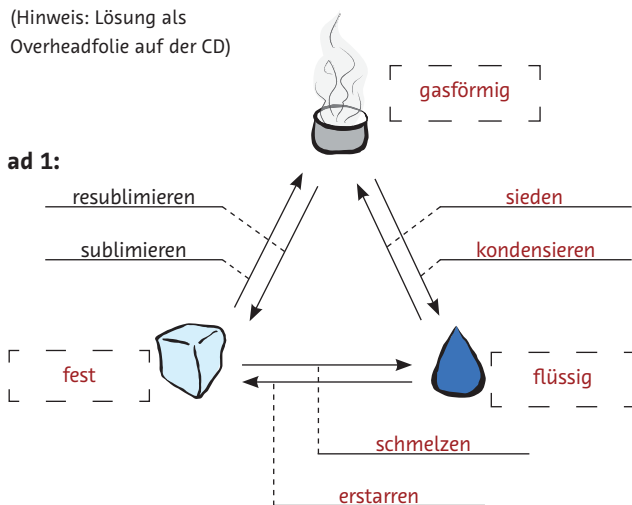 (Hinweis: Lösung als
Overheadfolie auf der CD)
gasförmig
ad 1:
resublimieren
sieden
sublimieren
kondensieren
fest
flüssig
schmelzen
erstarren